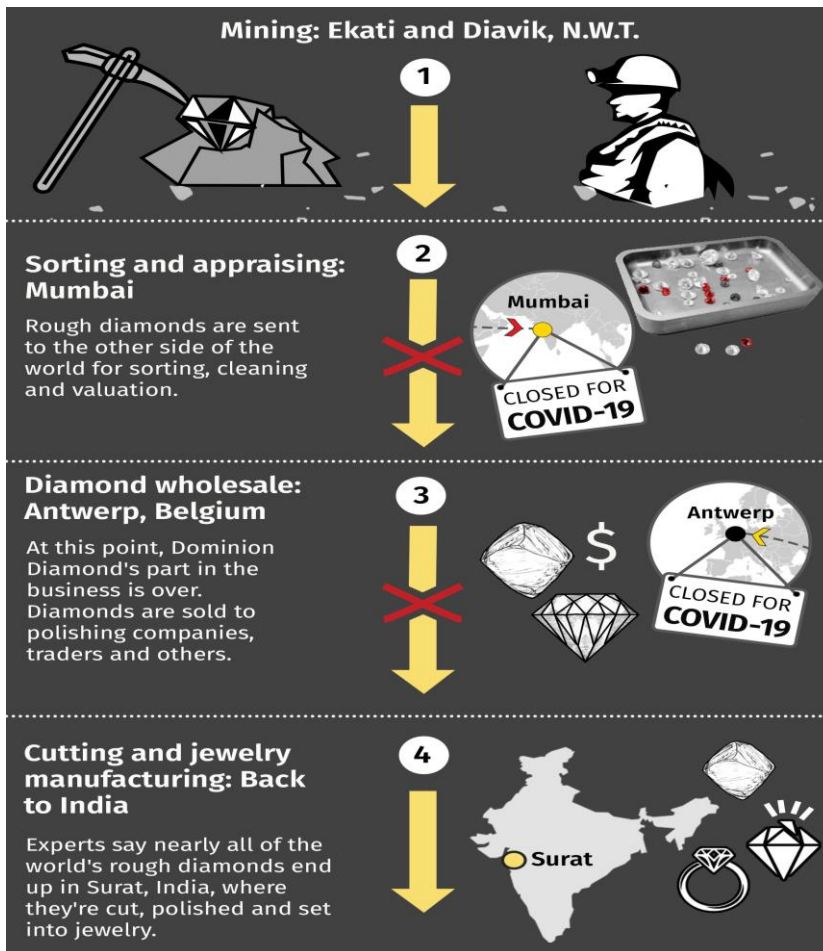 Mining: Ekati and Diavik, N.W.T.
1
2
Sorting and appraising:
Mumbai
Rough diamonds are sent
to the other side of the
world for sorting, cleaning
and valuation.
Mumbai
CLOSED FOR
COVID-19
3
Diamond wholesale:
Antwerp, Belgium
At this point, Dominion
Diamond's part in the
business is over.
Diamonds are sold to
polishing companies,
traders and others.
$
Antwerp
CLOSED FOR
COVID-19
4
Cutting and jewelry
manufacturing: Back
to India
Experts say nearly all of the
world's rough diamonds end
up in Surat, India, where
they're cut, polished and set
into jewelry.
Surat